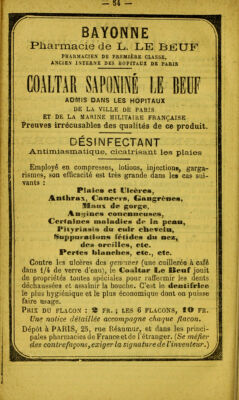 — 54 —
BAYONNE
Pharmacie de L. LE BEUF
PHARMACIEN DE PREMIÈRE CLASSE,
ANCIEN INTERNE DES HOPITAUX DE PARIS
COALTAR SAPONINÉ LE BEUF
ADMIS DANS LES HOPITAUX
DE LA VILLE DE PARIS
ET DE LA MARINE MILITAIRE FRANÇAISE
Preuves irrécusables des qualités de ce produit.
DÉSINFECTANT
Antimiasmatique, cicatrisant les plaies
Employé en compresses, lotions, injections, garga-
rismes, son efficacité est très grande dans les cas sui-
vants :
Plaies et Ulcères,
Anthrax, Cancers, Gangrènes,
Maux de gorge,
Angines couenneuses,
Certaines maladies de la peau,
Pityriasis du cuir chevelu,
Suppurations fétides du nez,
des oreilles, etc.
Pertes blanches, etc., etc.
Contre les ulcères des gencives (une cuillerée à café
dans 1/4 de verre d'eau), le Coaltar Le Beuf jouit
de propriétés toutes spéciales pour raffermir les dents
déchaussées et assainir la bouche. C'est le dentifrice
le plus hygiénique et le plus économique dont on puisse
faire usage.
PRIX DU FLACON : 2 FR. ; LES 6 FLACONS, 10 FR.
Une notice détaillée accompagne chaque flacon.
Dépôt à PARIS, 25, rue Réaumur, et dans les princi-
pales pharmacies de France et de l'étranger. (Se méfier
des contrefaçons, exiger la signature de l'inventeur.)